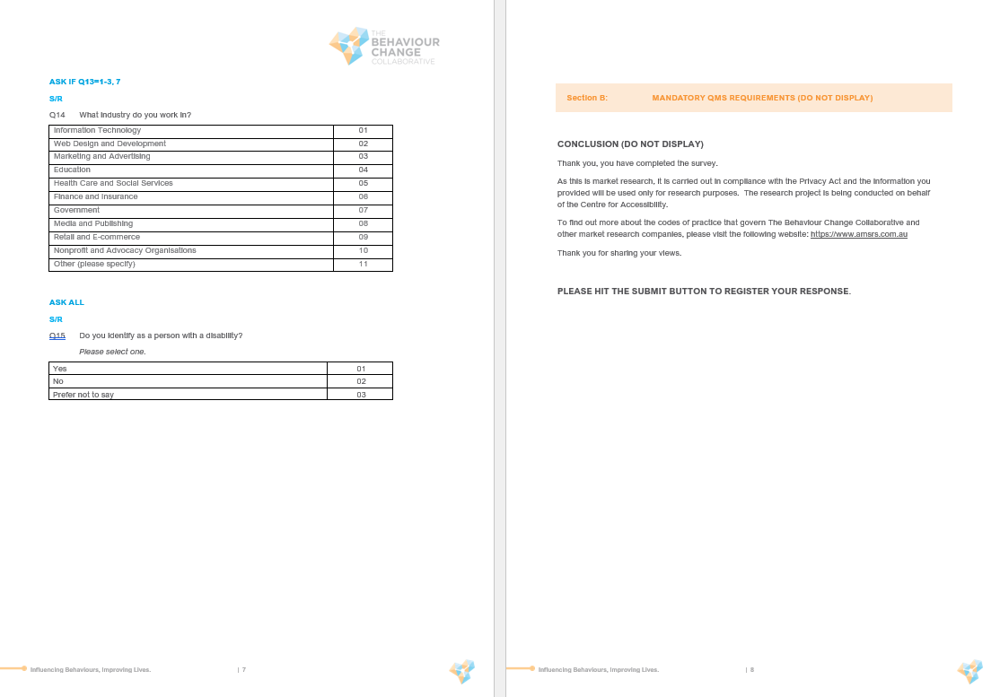 THE
BEHAVIOUR
CHANGE
COLLABORATIVE
ASK IF Q13=1-3, 7
S/R
Q14 What industry do you work in?
Information Technology 01
Web Design and Development 02
Marketing and Advertising 03
Education 04
Health Care and Social Services 05
Finance and Insurance 06
Government 07
Media and Publishing 08
Retail and E-commerce 09
Nonprofit and Advocacy Organisations 10
Other (please specify) 11
ASK ALL
S/R
Q15 Do you identify as a person with a disability?
Please select one.
Yes 01
No 02
Prefer not to say 03
Influencing Behaviours, Improving Lives. | 7
Section B: MANDATORY QMS REQUIREMENTS (DO NOT DISPLAY)
CONCLUSION (DO NOT DISPLAY)
Thank you, you have completed the survey.
As this is market research, it is carried out in compliance with the Privacy Act and the information you
provided will be used only for research purposes. The research project is being conducted on behalf
of the Centre for Accessibility.
To find out more about the codes of practice that govern The Behaviour Change Collaborative and
other market research companies, please visit the following website: https://www.amsrs.com.au
Thank you for sharing your views.
PLEASE HIT THE SUBMIT BUTTON TO REGISTER YOUR RESPONSE.
Influencing Behaviours, Improving Lives. | 8